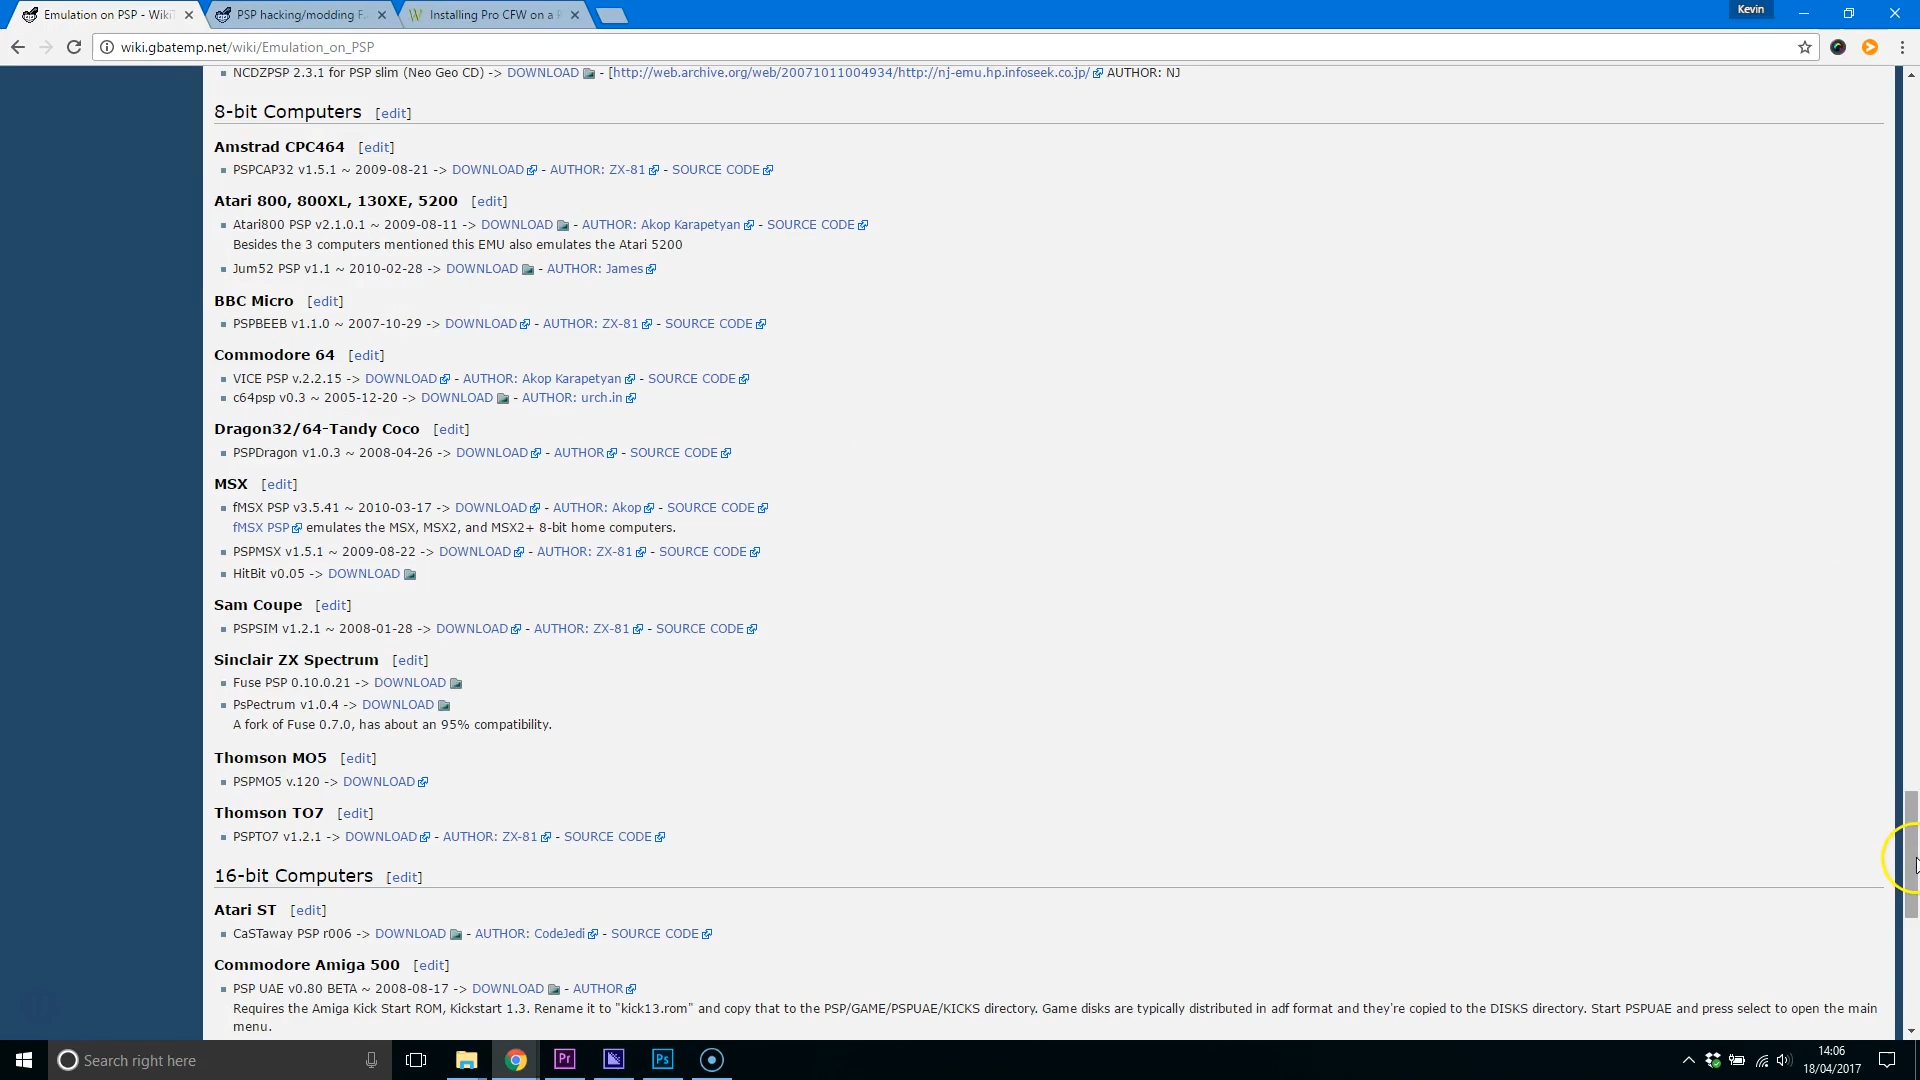 Emulation on PSP - WikiT
PSP hacking/modding F
Installing Pro CFW on a
Kevin
wiki.gbatemp.net/wiki/Emulation_on_PSP
NCDZPSP 2.3.1 for PSP slim (Neo Geo CD) -> DOWNLOAD - [http://web.archive.org/web/20071011004934/http://nj-emu.hp.infoseek.co.jp/ AUTHOR: NJ
8-bit Computers [edit]
Amstrad CPC464 [edit]
PSPCAP32 v1.5.1 ~ 2009-08-21 -> DOWNLOAD - AUTHOR: ZX-81 - SOURCE CODE
Atari 800, 800XL, 130XE, 5200 [edit]
Atari800 PSP v2.1.0.1 ~ 2009-08-11 -> DOWNLOAD - AUTHOR: Akop Karapetyan - SOURCE CODE
Besides the 3 computers mentioned this EMU also emulates the Atari 5200
Jum52 PSP v1.1 ~ 2010-02-28 -> DOWNLOAD - AUTHOR: James
BBC Micro [edit]
PSPBEEB v1.1.0 ~ 2007-10-29 -> DOWNLOAD - AUTHOR: ZX-81 - SOURCE CODE
Commodore 64 [edit]
VICE PSP v.2.2.15 -> DOWNLOAD - AUTHOR: Akop Karapetyan - SOURCE CODE
c64psp v0.3 ~ 2005-12-20 -> DOWNLOAD - AUTHOR: urch.in
Dragon32/64-Tandy Coco [edit]
PSPDragon v1.0.3 ~ 2008-04-26 -> DOWNLOAD - AUTHOR - SOURCE CODE
MSX [edit]
fMSX PSP v3.5.41 ~ 2010-03-17 -> DOWNLOAD - AUTHOR: Akop - SOURCE CODE
fMSX PSP emulates the MSX, MSX2, and MSX2+ 8-bit home computers.
PSPMSX v1.5.1 ~ 2009-08-22 -> DOWNLOAD - AUTHOR: ZX-81 - SOURCE CODE
HitBit v0.05 -> DOWNLOAD
Sam Coupe [edit]
PSPSIM v1.2.1 ~ 2008-01-28 -> DOWNLOAD - AUTHOR: ZX-81 - SOURCE CODE
Sinclair ZX Spectrum [edit]
Fuse PSP 0.10.0.21 -> DOWNLOAD
PsPectrum v1.0.4 -> DOWNLOAD
A fork of Fuse 0.7.0, has about an 95% compatibility.
Thomson MO5 [edit]
PSPMO5 v.120 -> DOWNLOAD
Thomson TO7 [edit]
PSPTO7 v1.2.1 -> DOWNLOAD - AUTHOR: ZX-81 - SOURCE CODE
16-bit Computers [edit]
Atari ST [edit]
CaSTaway PSP r006 -> DOWNLOAD - AUTHOR: CodeJedi - SOURCE CODE
Commodore Amiga 500 [edit]
PSP UAE v0.80 BETA ~ 2008-08-17 -> DOWNLOAD - AUTHOR
Requires the Amiga Kick Start ROM, Kickstart 1.3. Rename it to "kick13.rom" and copy that to the PSP/GAME/PSPUAE/KICKS directory. Game disks are typically distributed in adf format and they're copied to the DISKS directory. Start PSPUAE and press select to open the main
menu.
Search right here
Pr
Ps
14:06
18/04/2017